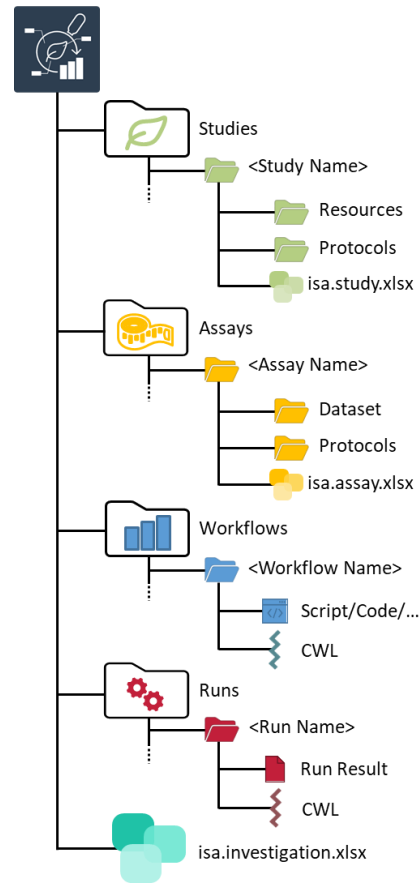 Studies
<Study Name>
Resources
Protocols
isa.study.xlsx
Assays
<Assay Name>
Dataset
Protocols
isa.assay.xlsx
Workflows
<Workflow Name>
Script/Code/...
CWL
Runs
<Run Name>
Run Result
CWL
isa.investigation.xlsx